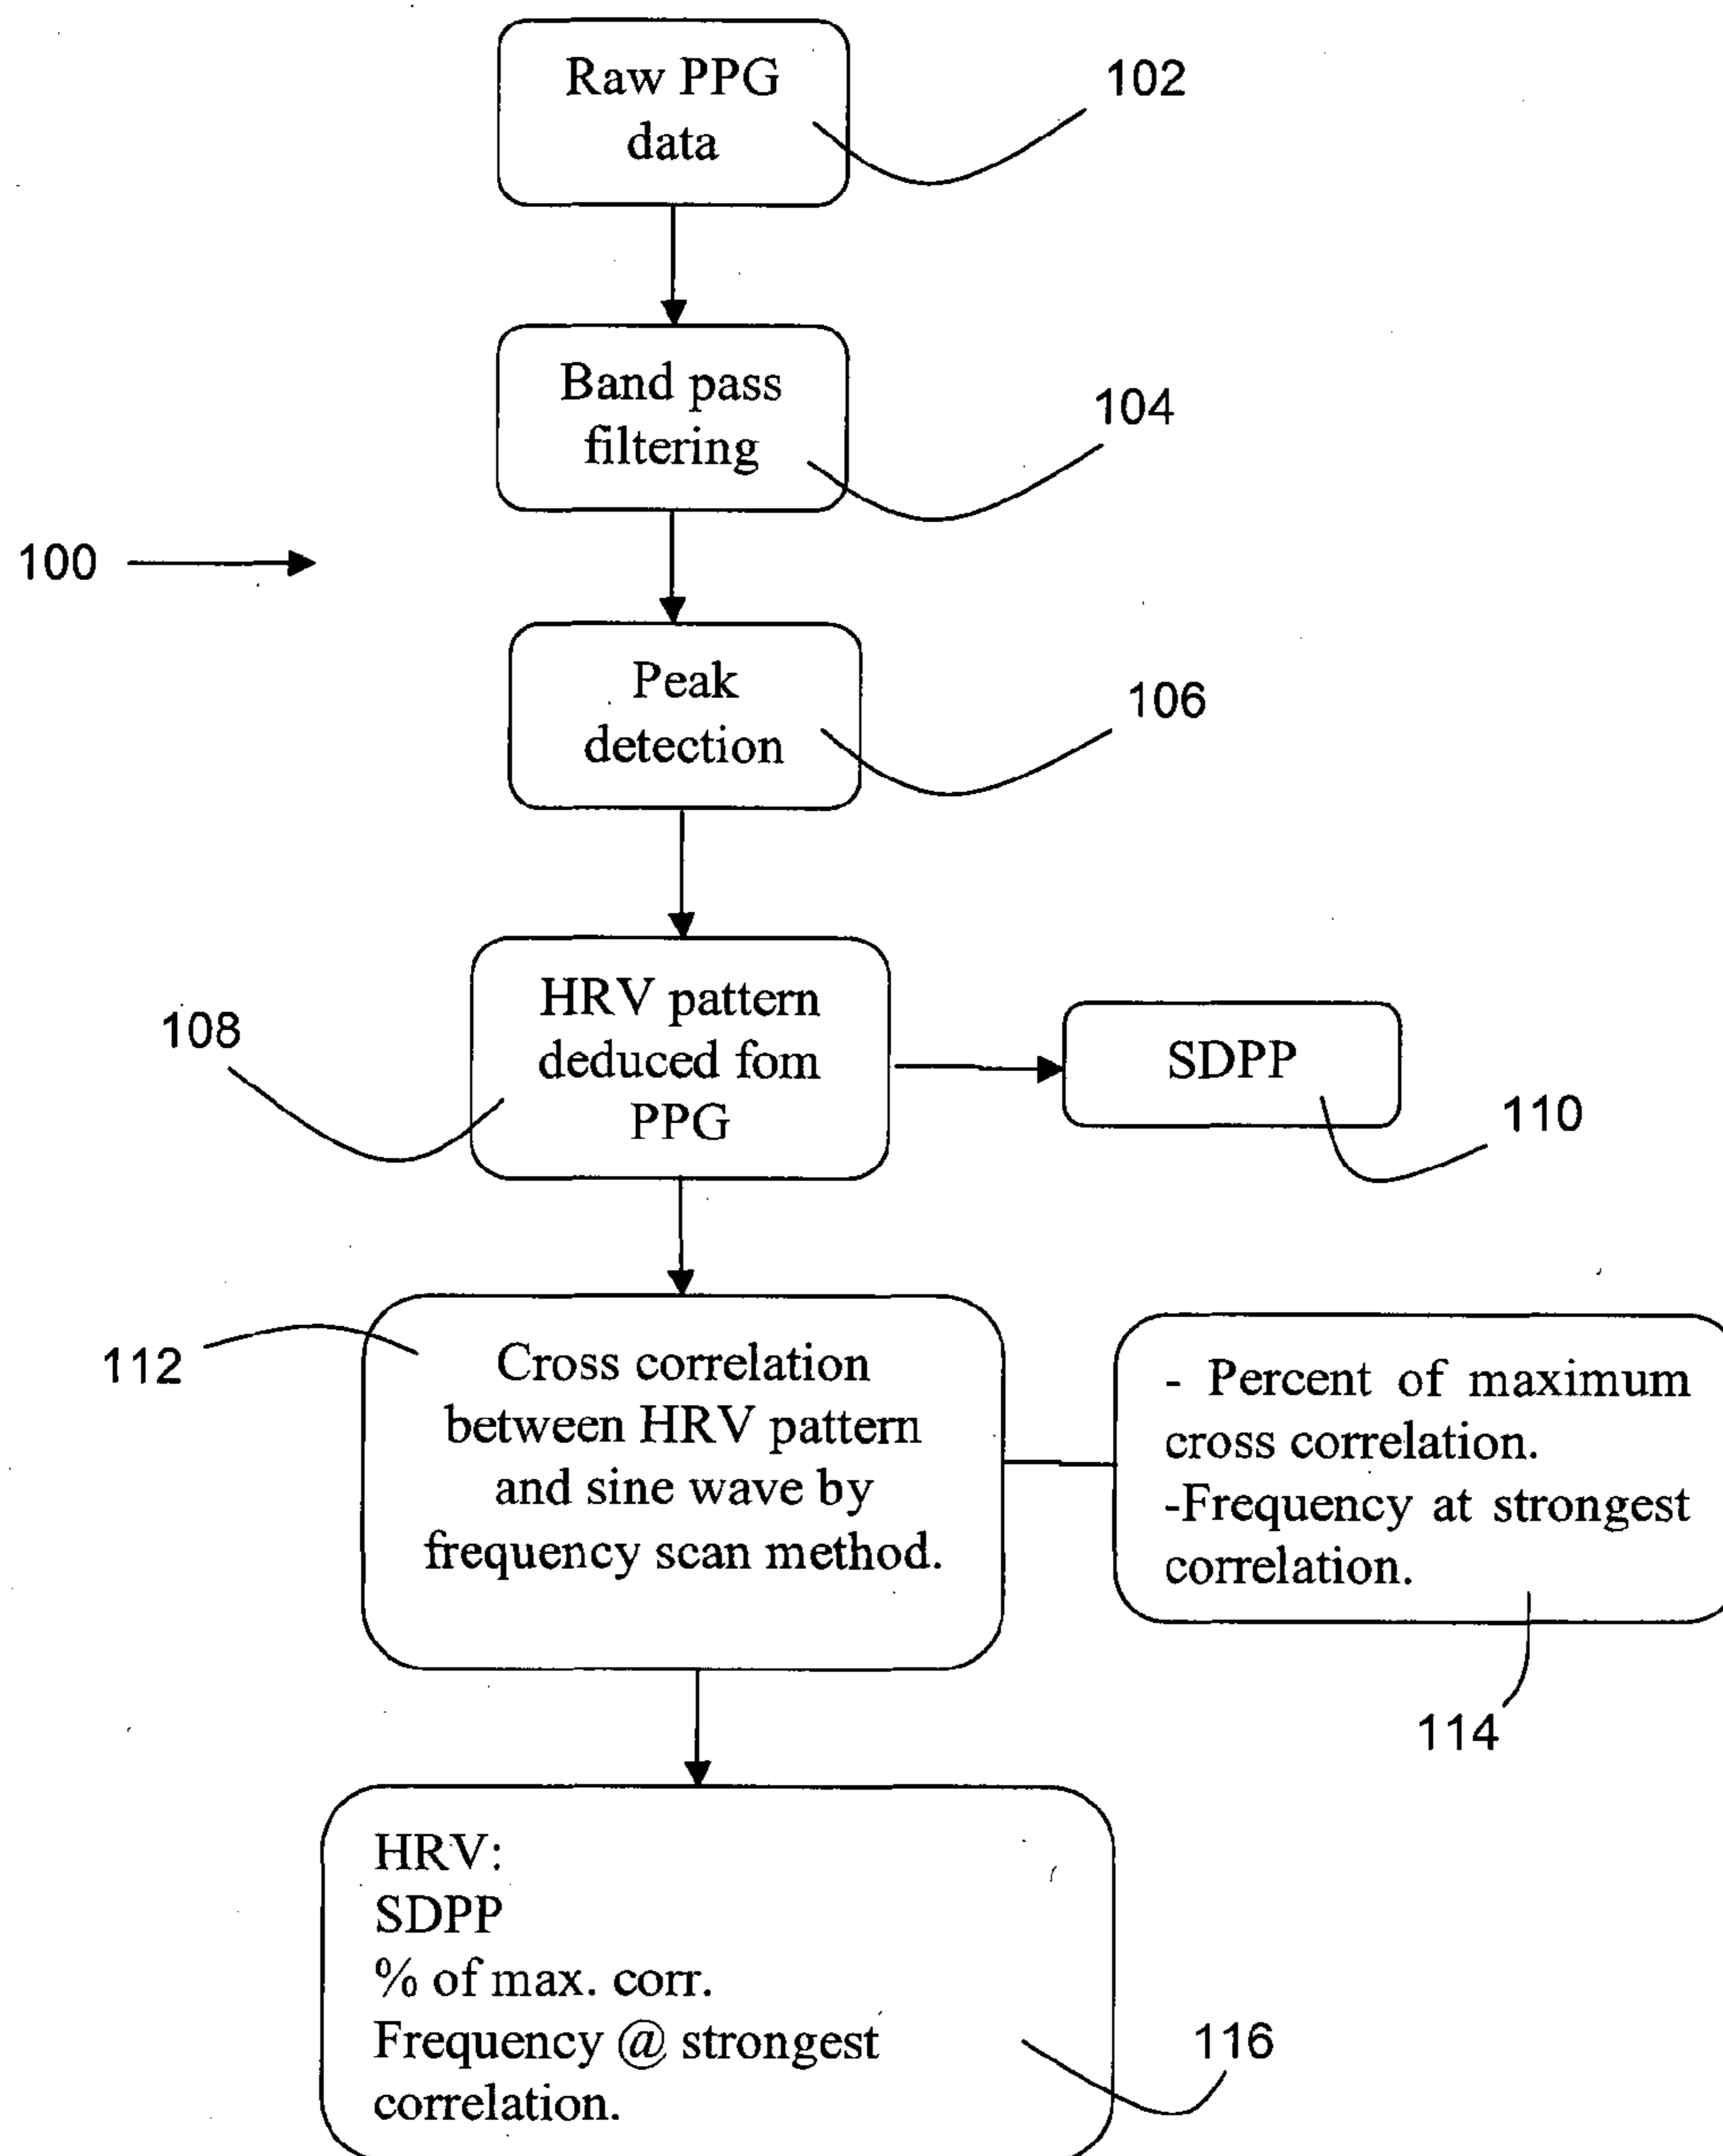 Raw PPG
data
102
Band pass
filtering
104
100
Peak
detection
106
HRV pattern
deduced fom
PPG
108
SDPP
110
Cross correlation
between HRV pattern
and sine wave by
frequency scan method.
112
- Percent of maximum
cross correlation.
-Frequency at strongest
correlation.
114
HRV:
SDPP
% of max. corr.
Frequency @ strongest
correlation.
116